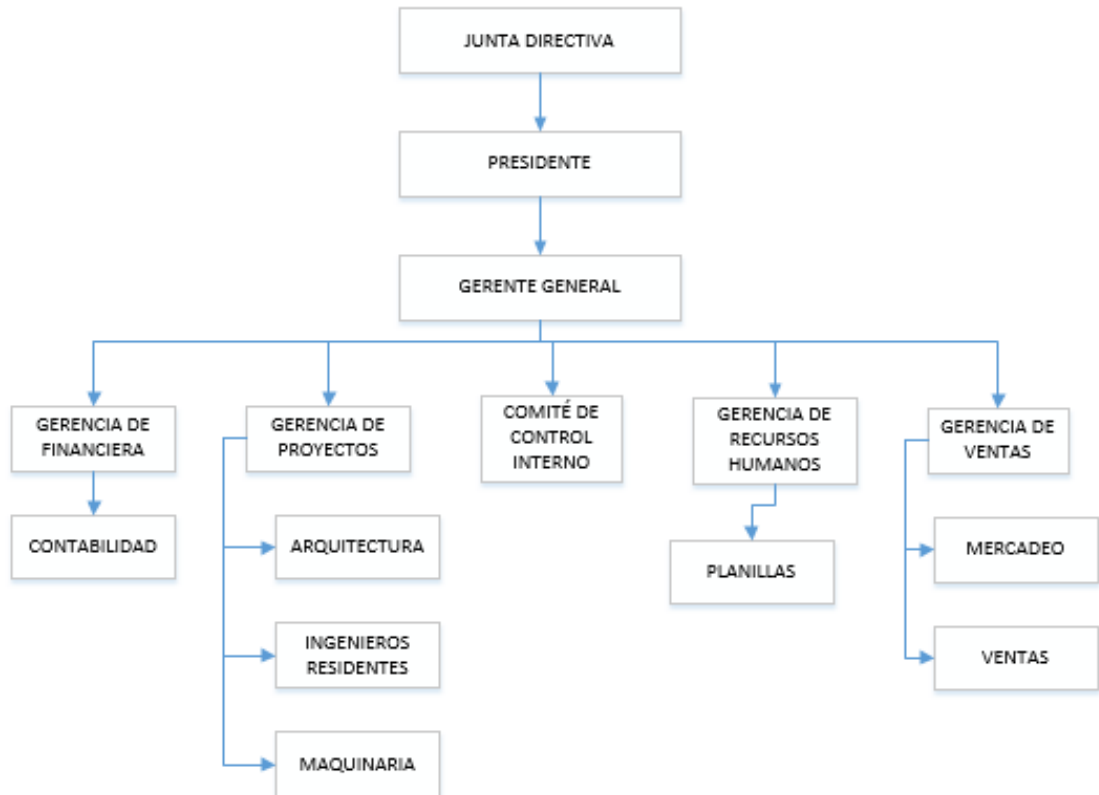 JUNTA DIRECTIVA
PRESIDENTE
GERENTE GENERAL
GERENCIA DE
FINANCIERA
GERENCIA DE
PROYECTOS
COMITÉ DE
CONTROL
INTERNO
GERENCIA DE
RECURSOS
HUMANOS
GERENCIA DE
VENTAS
CONTABILIDAD
ARQUITECTURA
PLANILLAS
MERCADEO
INGENIEROS
RESIDENTES
VENTAS
MAQUINARIA